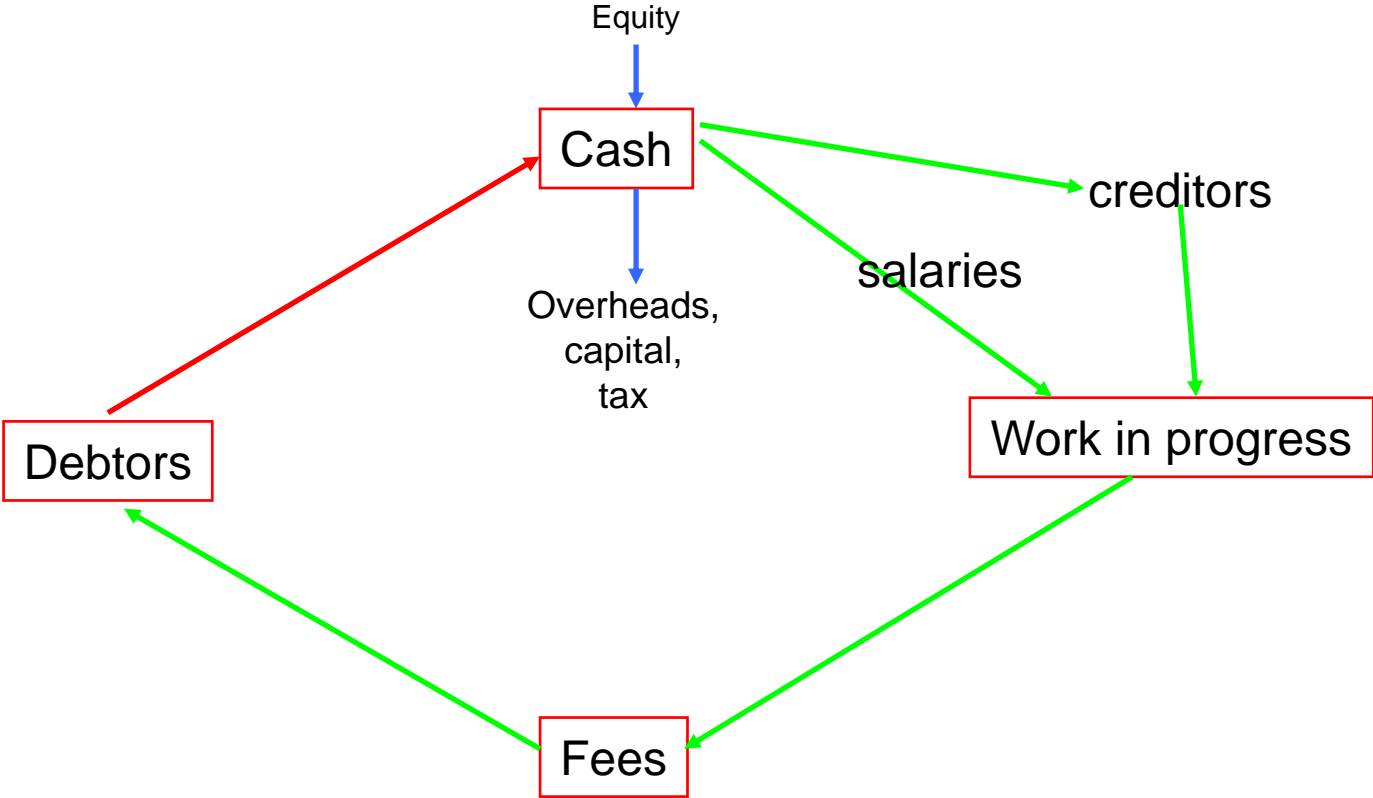 Equity
Cash
creditors
salaries
Overheads,
capital,
tax
Debtors
Work in progress
Fees